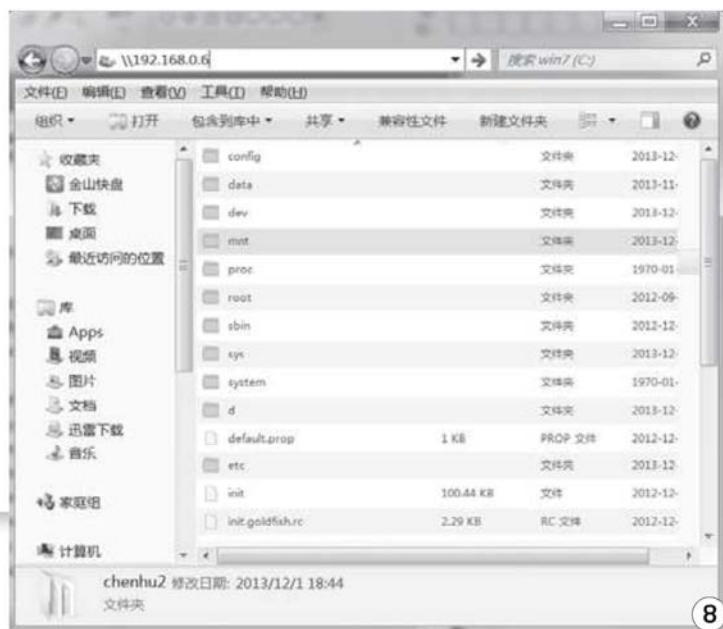 \\192.168.0.6
搜索 win7 (C:)
文件(F) 编辑(E) 查看(V) 工具(T) 帮助(H)
组织 打开 包含到库中 共享 兼容性文件 新建文件夹
收藏夹
金山快盘
下载
桌面
最近访问的位置
库
Apps
视频
图片
文档
迅雷下载
音乐
家庭组
计算机
config 文件夹 2013-12-
data 文件夹 2013-11-
dev 文件夹 2013-12-
mnt 文件夹 2013-12-
proc 文件夹 1970-01-
root 文件夹 2012-09-
sbin 文件夹 2012-12-
sys 文件夹 2013-12-
system 文件夹 1970-01-
d 文件夹 2013-12-
default.prop 1 KB PROP 文件 2012-12-
etc 文件夹 2013-12-
init 100.44 KB 文件 2012-12-
init.goldfish.rc 2.29 KB RC 文件 2012-12-
chenhu2 修改日期: 2013/12/1 18:44
文件夹
8